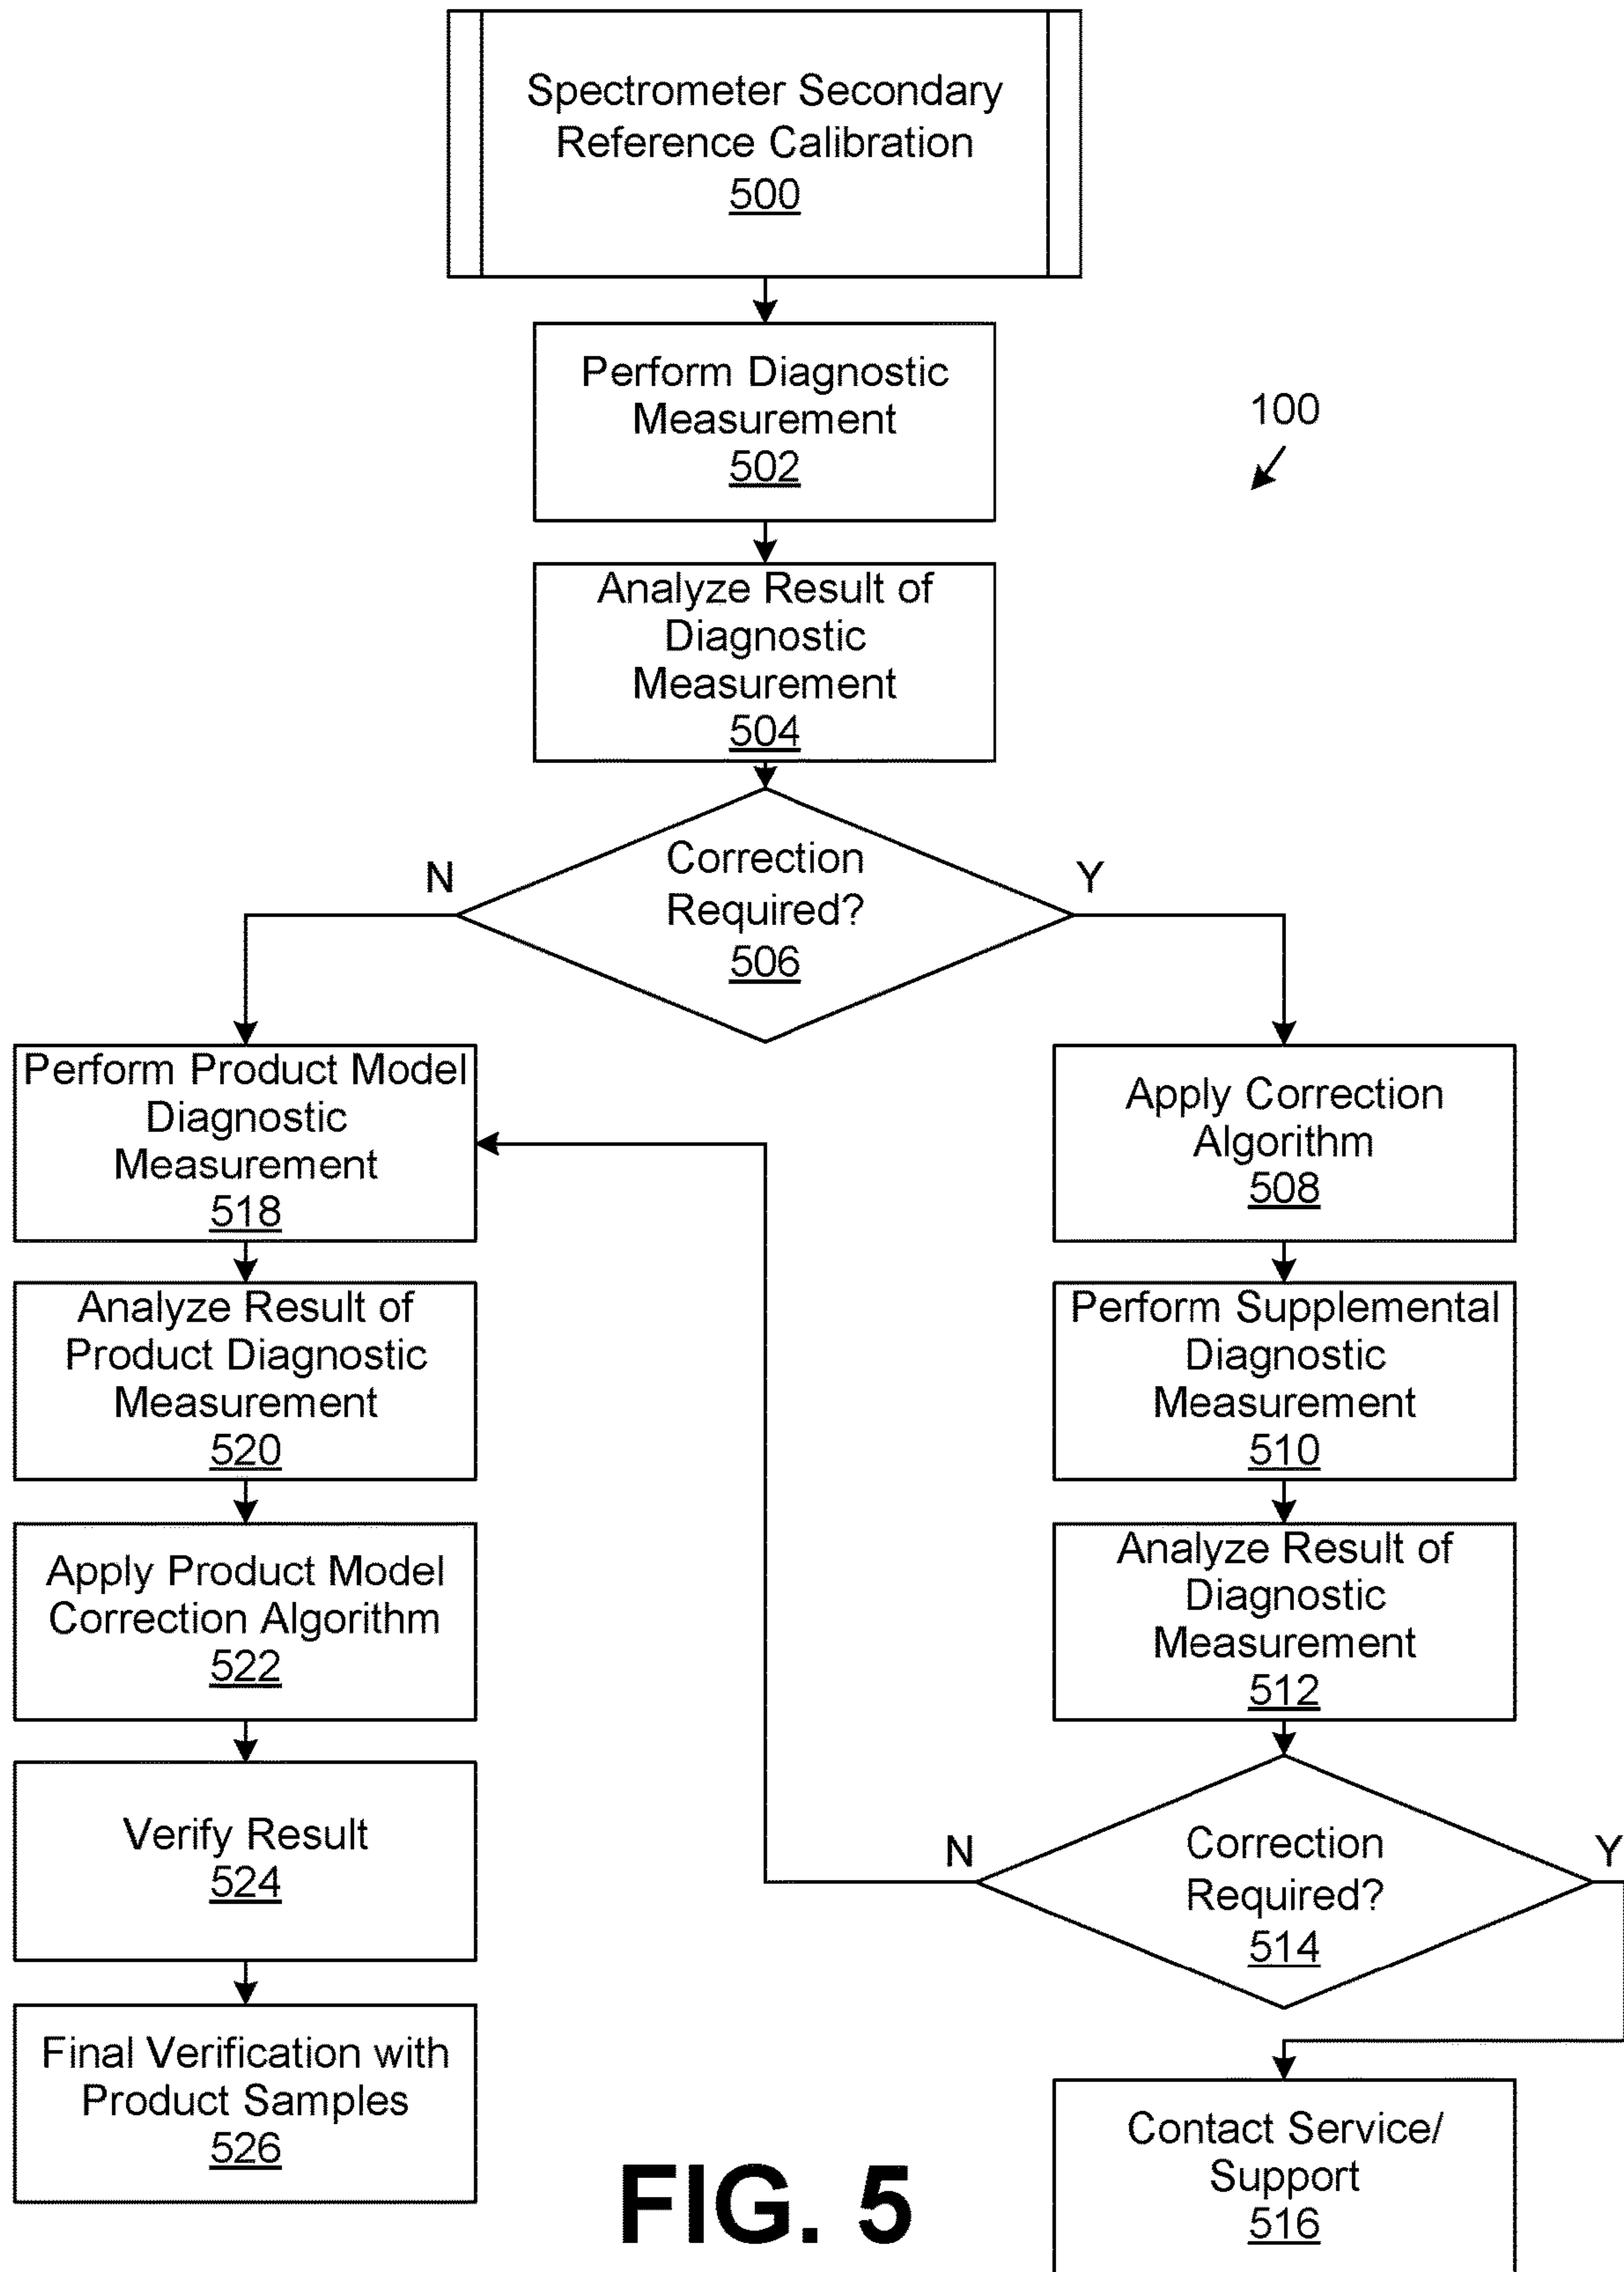 Spectrometer Secondary
Reference Calibration
500
Perform Diagnostic
Measurement
502
100
Analyze Result of
Diagnostic
Measurement
504
Correction
Required?
506
N
Y
Perform Product Model
Diagnostic
Measurement
518
Apply Correction
Algorithm
508
Analyze Result of
Product Diagnostic
Measurement
520
Perform Supplemental
Diagnostic
Measurement
510
Apply Product Model
Correction Algorithm
522
Analyze Result of
Diagnostic
Measurement
512
Verify Result
524
Correction
Required?
514
N
Y
Final Verification with
Product Samples
526
Contact Service/
Support
516
FIG. 5